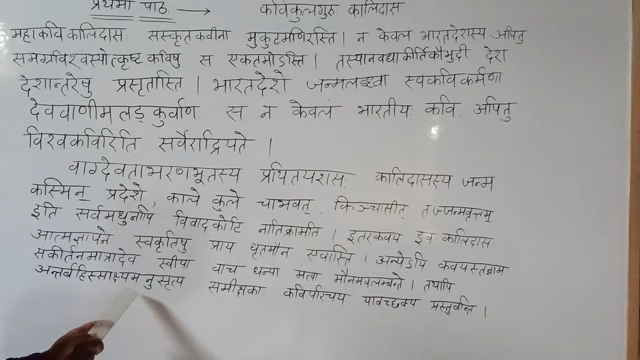 प्रथमो पाठः → कविकुलगुरु कालिदास
महाकवि कालिदासः संस्कृतकवीनां मुकुटमणिरस्ति। न केवलं भारतदेशस्य अपितु
समग्रविश्वस्योत्कृष्ट कविषु स एकतमोऽस्ति। तस्यानवद्याकीर्तिकौमुदी देश
देशान्तरेषु प्रसृतास्ति। भारतदेशे जन्मलब्ध्वा स्वकविकर्मणा
देववाणीमलङ्कुर्वाणः स न केवलं भारतीयः कविः अपितु
विश्वकविरिति सर्वैराद्रियते।
वाग्देवताभरणभूतस्य प्रथितयशसः कालिदासस्य जन्म
कस्मिन् प्रदेशे, काले कुले चाभवत्, किञ्चासीत् तज्जन्मवृत्तम्
इति सर्वमधुनापि विवादकोटिं नातिक्रामति। इतरकवयः इव कालिदास
आत्मज्ञापने स्वकृतिषु प्रायः धृतमौन एवास्ति। अन्येऽपि कवयस्तन्नाम
संकीर्तनमात्रादेव स्वीयां वाचं धन्यां मत्वा मौनमवलम्बन्ते। तथापि
अन्तर्बहिस्साक्ष्यमनुसृत्य समीक्षकाः कविपरिचयं यावच्छक्यं प्रस्तुवन्ति।